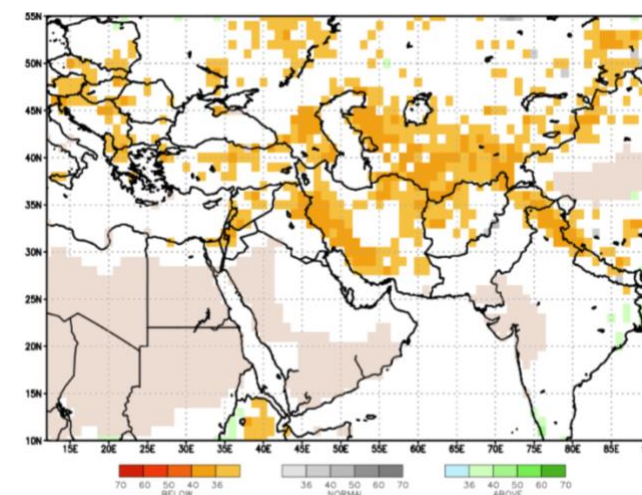 55N
50N
45N
40N
35N
30N
25N
20N
15N
10N
15E 20E 25E 30E 35E 40E 45E 50E 55E 60E 65E 70E 75E 80E 85E
70 60 50 40 36 36 40 50 60 70 36 40 50 60 70
BELOW NORMAL ABOVE